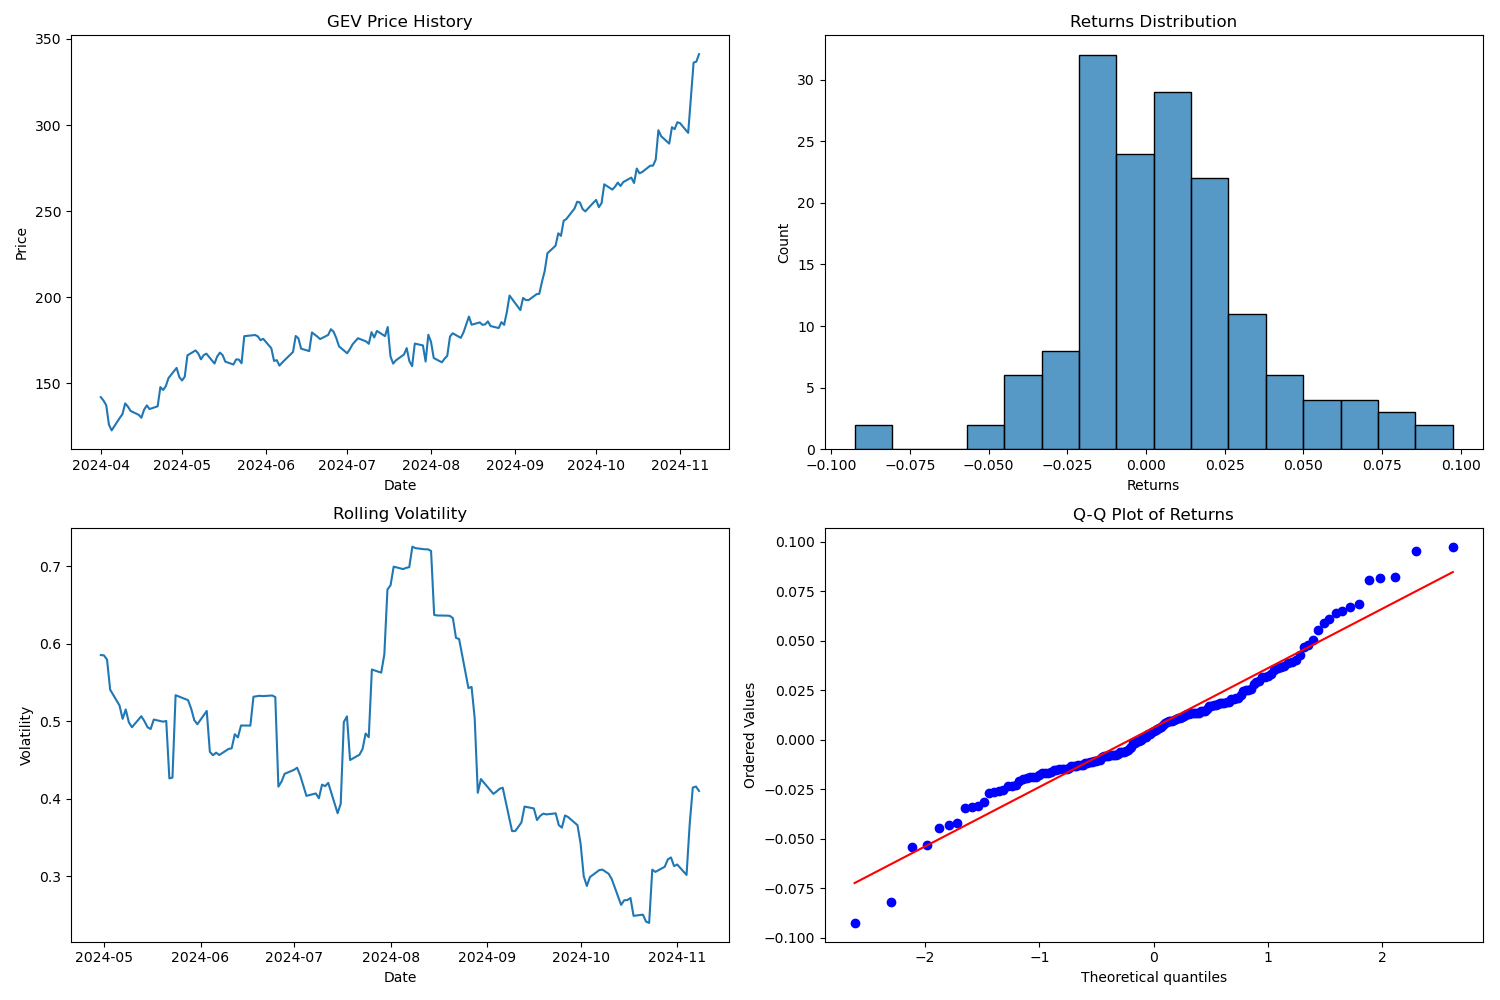 GEV Price History
350
300
250
200
150
Price
2024-04 2024-05 2024-06 2024-07 2024-08 2024-09 2024-10 2024-11
Date
Returns Distribution
30
25
20
15
10
5
0
Count
−0.100 −0.075 −0.050 −0.025 0.000 0.025 0.050 0.075 0.100
Returns
Rolling Volatility
0.7
0.6
0.5
0.4
0.3
Volatility
2024-05 2024-06 2024-07 2024-08 2024-09 2024-10 2024-11
Date
Q-Q Plot of Returns
0.100
0.075
0.050
0.025
0.000
−0.025
−0.050
−0.075
−0.100
Ordered Values
−2 −1 0 1 2
Theoretical quantiles